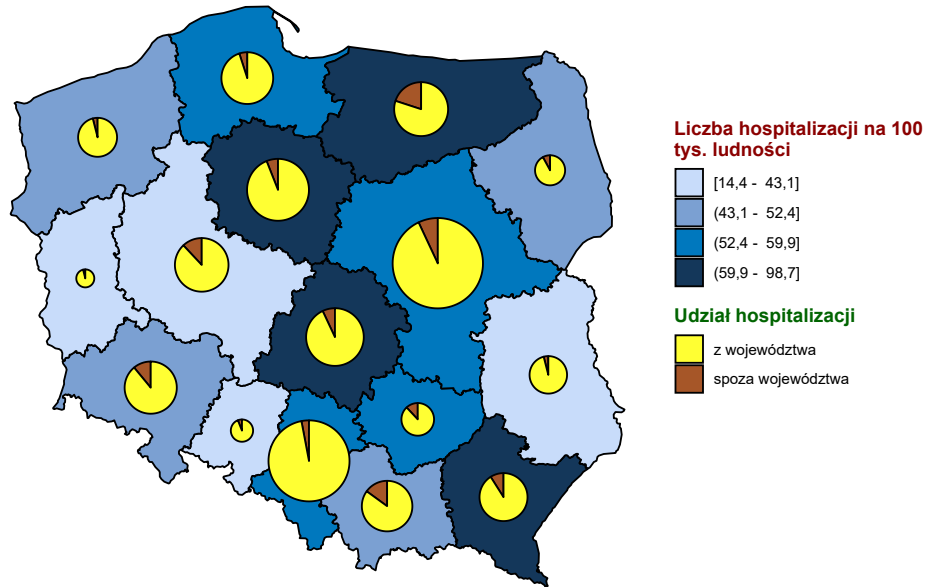 Liczba hospitalizacji na 100
tys. ludności
[14,4 - 43,1]
(43,1 - 52,4]
(52,4 - 59,9]
(59,9 - 98,7]
Udział hospitalizacji
z województwa
spoza województwa